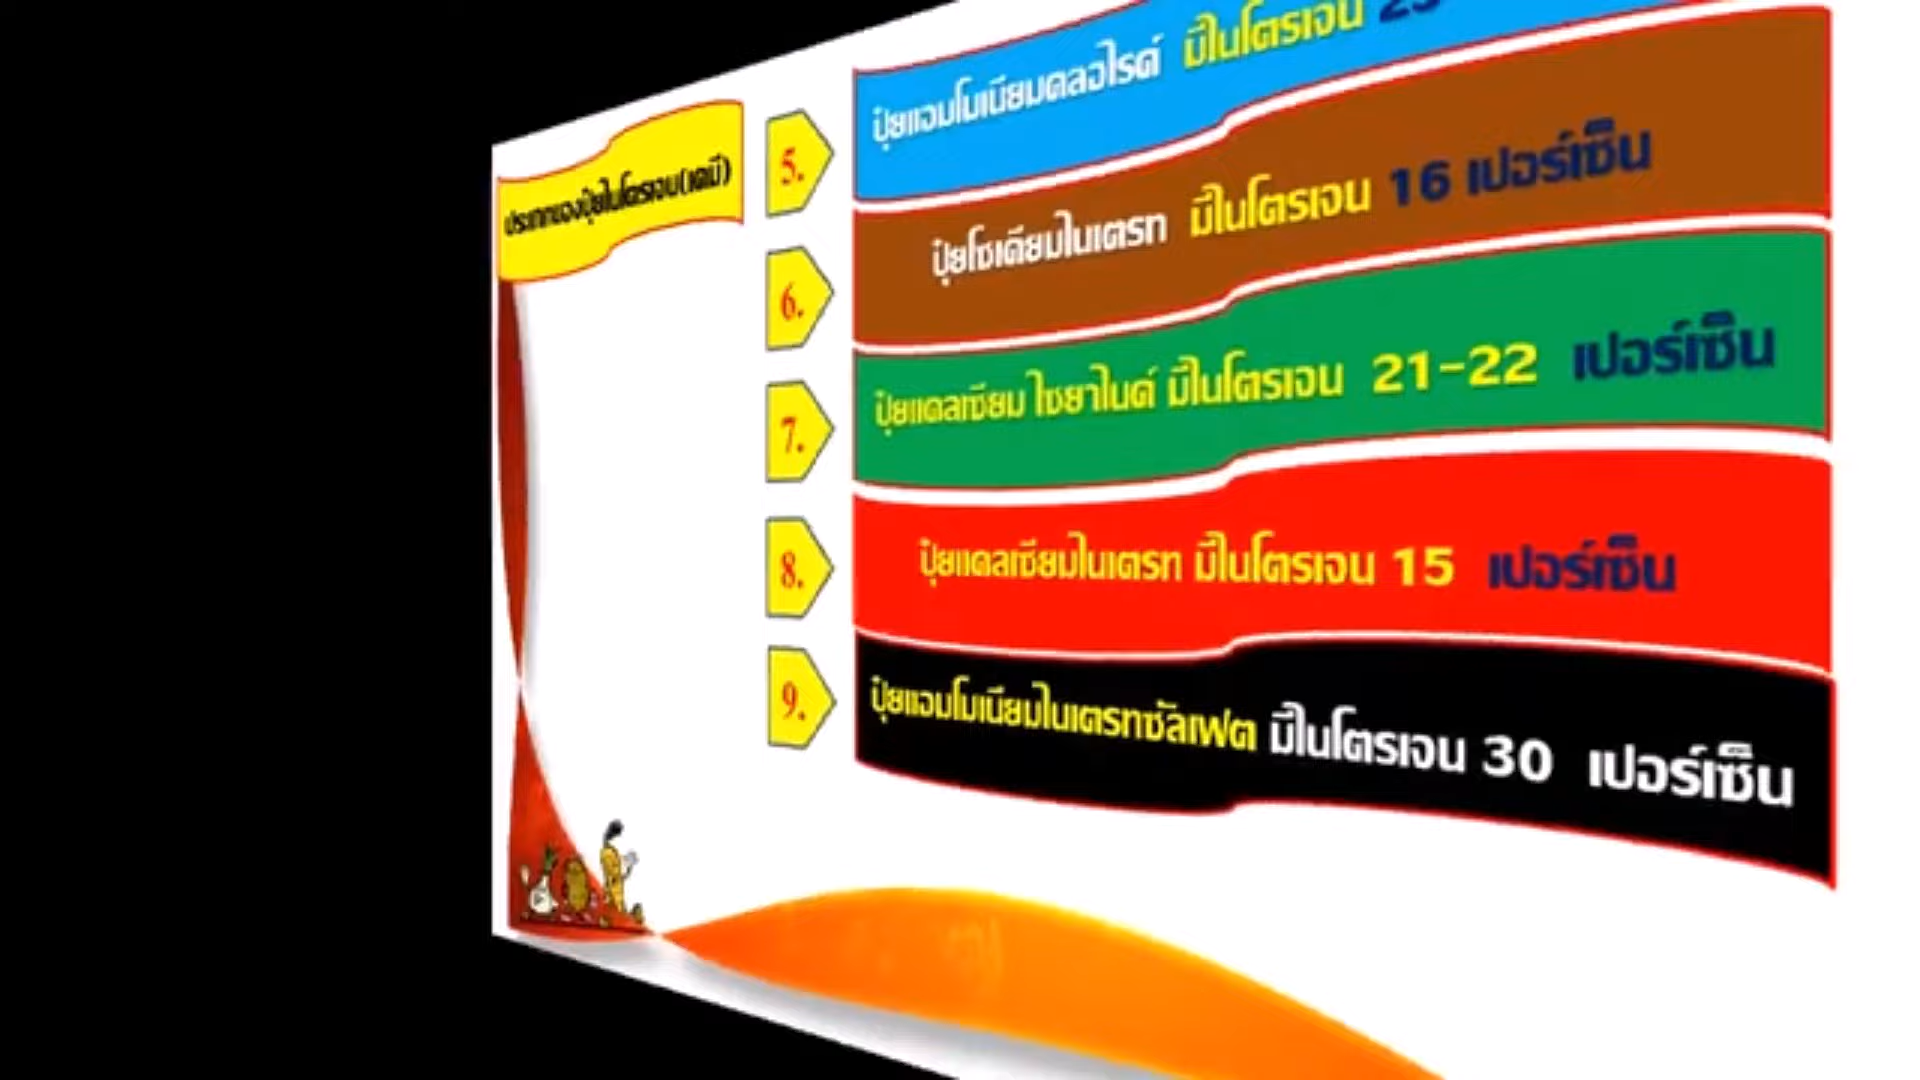 ประเภทของปุ๋ยไนโตรเจน(เคมี)
5.
ปุ๋ยแอมโมเนียมคลอไรด์ มีไนโตรเจน
6.
ปุ๋ยโซเดียมไนเตรท มีไนโตรเจน 16 เปอร์เซ็น
7.
ปุ๋ยแคลเซียม ไซยาไนด์ มีไนโตรเจน 21-22 เปอร์เซ็น
8.
ปุ๋ยแคลเซียมไนเตรท มีไนโตรเจน 15 เปอร์เซ็น
9.
ปุ๋ยแอมโมเนียมไนเตรทซัลเฟต มีไนโตรเจน 30 เปอร์เซ็น